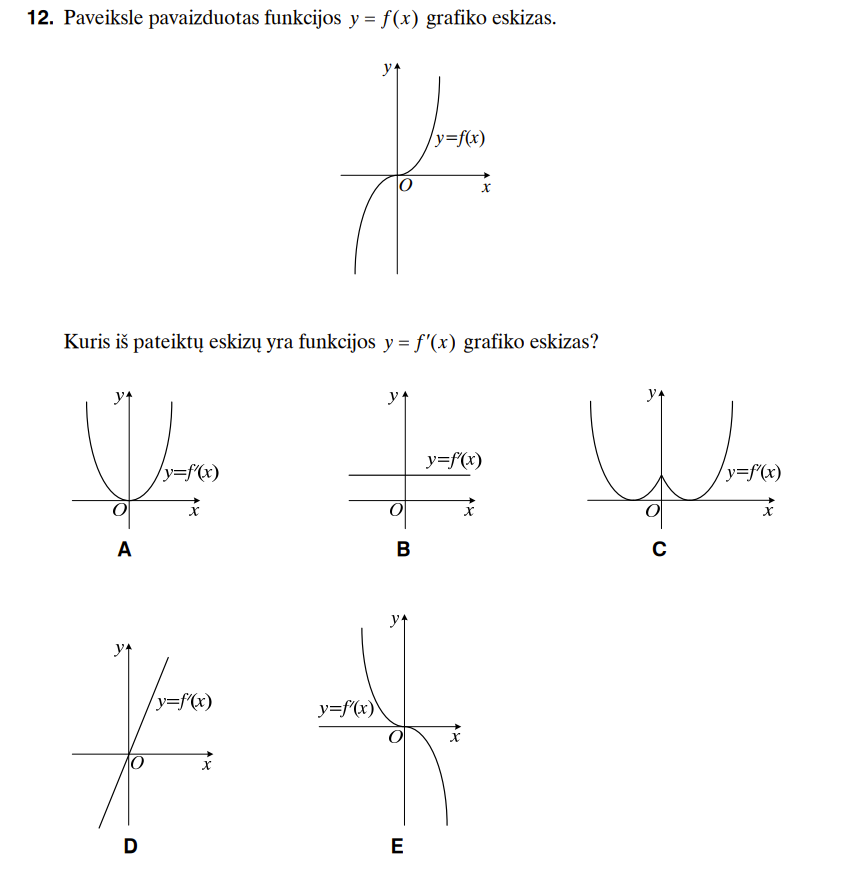 12. Paveiksle pavaizduotas funkcijos y = f(x) grafiko eskizas.
y
y=f(x)
O
x
Kuris iš pateiktų eskizų yra funkcijos y = f′(x) grafiko eskizas?
y
y=f′(x)
O
x
A
y
y=f′(x)
O
x
B
y
y=f′(x)
O
x
C
y
y=f′(x)
O
x
D
y
y=f′(x)
O
x
E